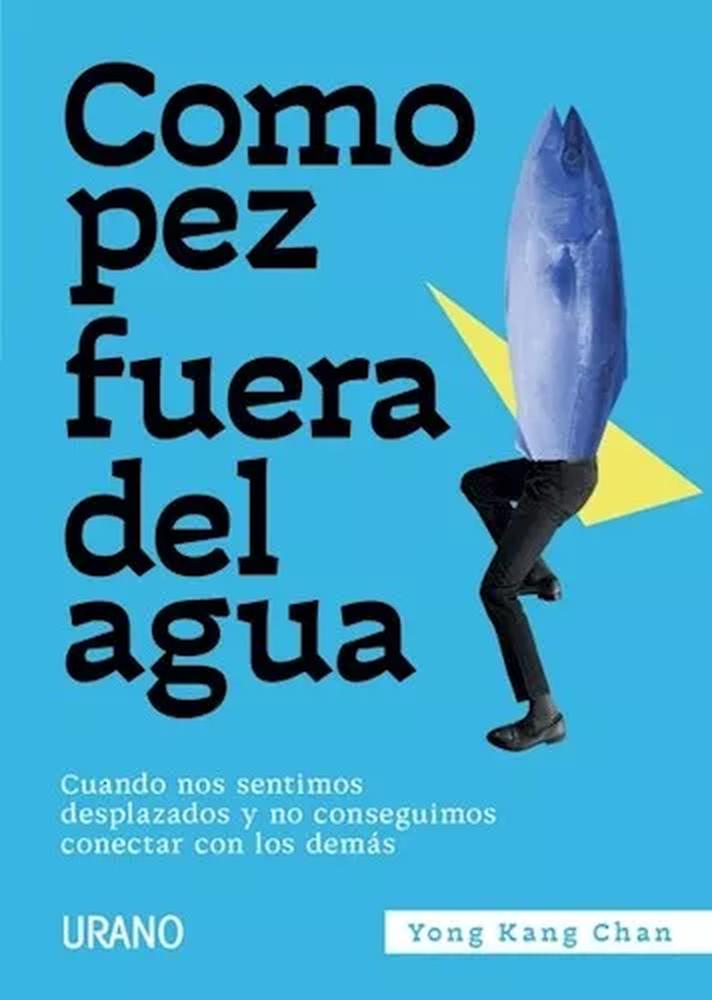 Como
pez
fuera
del
agua
Cuando nos sentimos
desplazados y no conseguimos
conectar con los demás
URANO
Yong Kang Chan